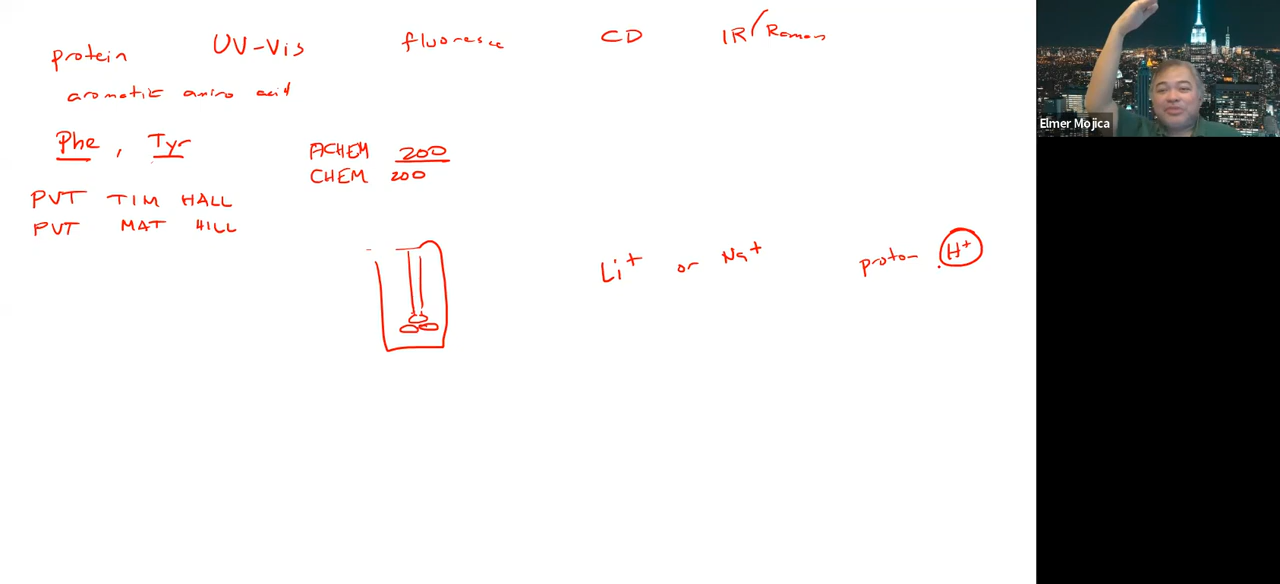 protein UV-Vis fluoresce CD IR/Raman
aromatic amino acid
Phe, Tyr
ACHEM 200
CHEM 200
PVT TIM HALL
PVT MAT HILL
Li+ or Na+ proton H+
Elmer Mojica